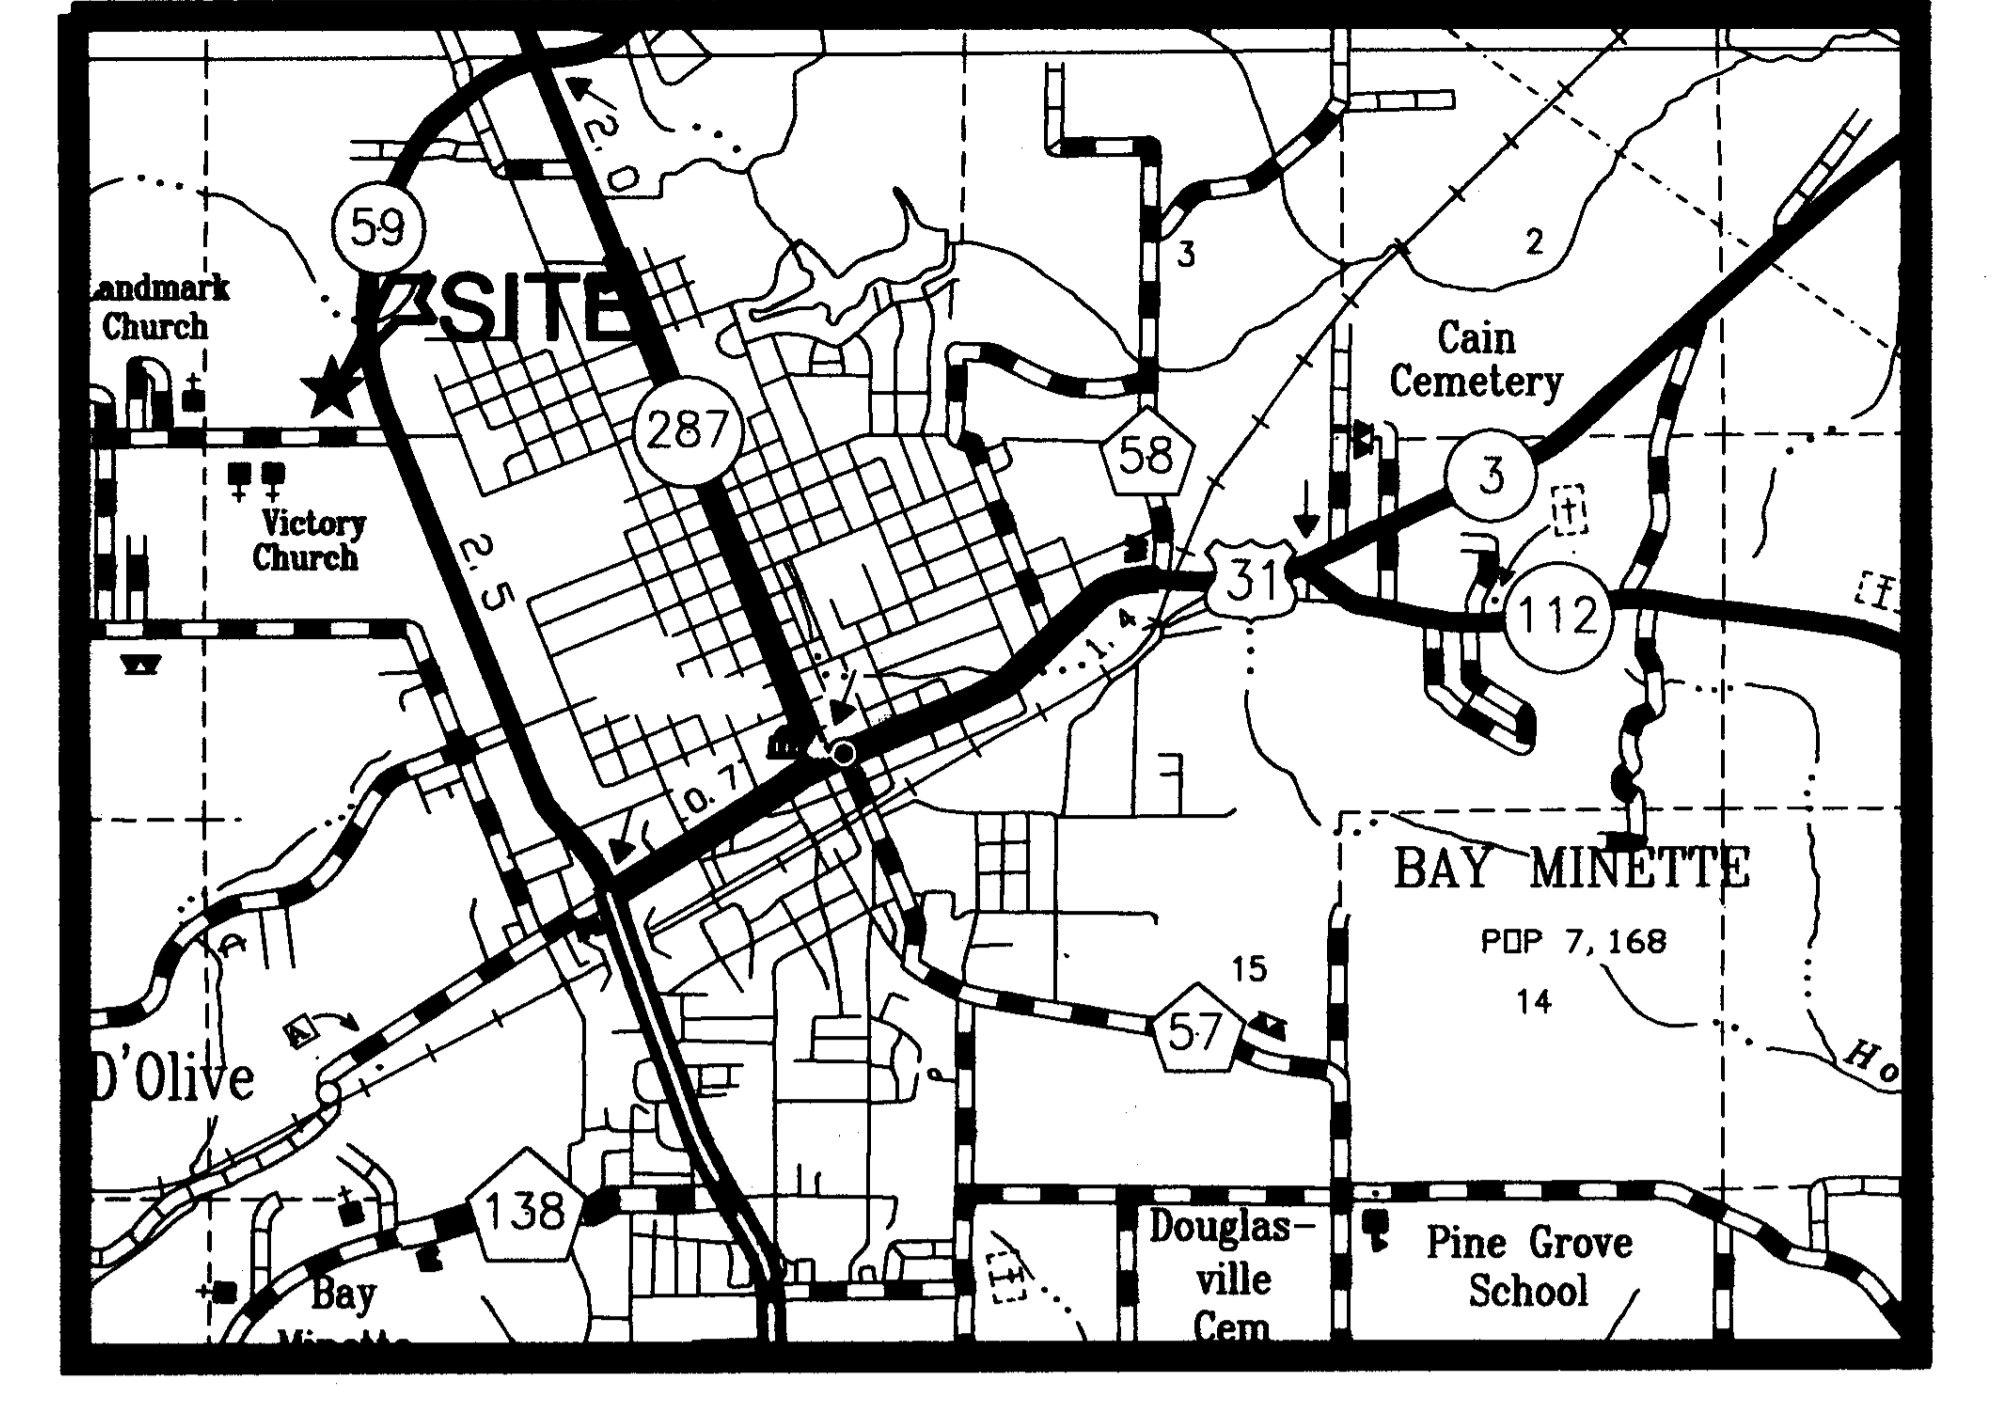 2.0
59
SITE
Landmark
Church
3
2
Cain
Cemetery
287
58
3
Victory
Church
2.5
31
112
1.4
0.7
BAY MINETTE
POP 7,168
15
14
57
A
D'Olive
Ho
138
Douglas-
ville
Cem
Pine Grove
School
Bay
Minette